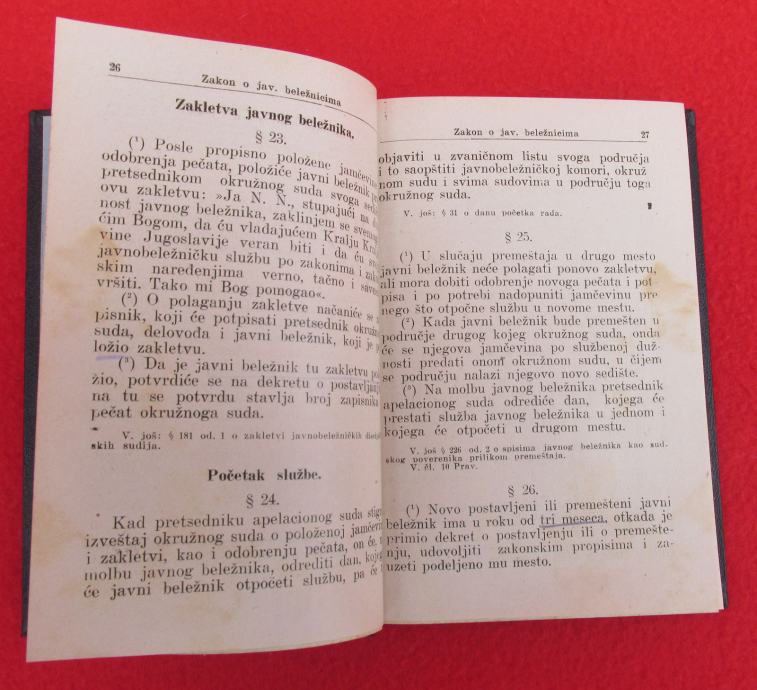 26
Zakon o jav. beležnicima
Zakletva javnog beležnika.
§ 23.
(¹) Posle propisno položene jamčevine
odobrenja pečata, položiće javni beležnik
pretsednikom okružnog suda svoga
ovu zakletvu: »Ja N. N., stupajući na
nost javnog beležnika, zaklinjem se
ćim Bogom, da ću vladajućem Kralju
vine Jugoslavije veran biti i da ću
javnobeležničku službu po zakonima i
skim naređenjima verno, tačno i
vršiti. Tako mi Bog pomogao«.
(²) O polaganju zakletve načaniće se
pisnik, koji će potpisati pretsednik
suda, delovođa i javni beležnik, koji je
ložio zakletvu.
(³) Da je javni beležnik tu zakletvu
žio, potvrdiće se na dekretu o postavljanju
na tu se potvrdu stavlja broj zapisnika
pečat okružnoga suda.
V. još: § 181 od. 1 o zakletvi javnobeležničkih
skih sudija.
Početak službe.
§ 24.
Kad pretsedniku apelacionog suda
izveštaj okružnog suda o položenoj
i zakletvi, kao i odobrenju pečata, on će,
molbu javnog beležnika, odrediti dan,
će javni beležnik otpočeti službu, pa će
Zakon o jav. beležnicima 27
objaviti u zvaničnom listu svoga područja
i to saopštiti javnobeležničkoj komori, okruž
nom sudu i svima sudovima u području toga
okružnog suda.
V. još: § 31 o danu početka rada.
§ 25.
(¹) U slučaju premeštaja u drugo mesto
javni beležnik neće polagati ponovo zakletvu,
ali mora dobiti odobrenje novoga pečata i pot-
pisa i po potrebi nadopuniti jamčevinu pre
nego što otpočne službu u novome mestu.
(²) Kada javni beležnik bude premešten u
područje drugog kojeg okružnog suda, onda
će se njegova jamčevina po službenoj duž-
nosti predati onom okružnom sudu, u čijem
se području nalazi njegovo novo sedište.
(³) Na molbu javnog beležnika pretsednik
apelacionog suda odrediće dan, kojega će
prestati služba javnog beležnika u jednom i
kojega će otpočeti u drugom mestu.
V. još § 226 od. 2 o spisima javnog beležnika kao sud-
skog poverenika prilikom premeštaja.
V. čl. 10 Prav.
§ 26.
(¹) Novo postavljeni ili premešteni javni
beležnik ima u roku od tri meseca, otkada je
primio dekret o postavljenju ili o premešte-
nju, udovoljiti zakonskim propisima i za-
uzeti podeljeno mu mesto.